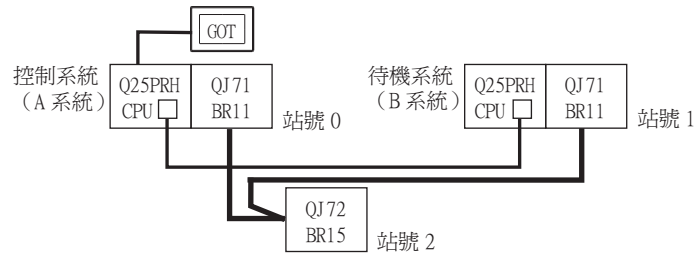 GOT
控制系統
（A 系統）
Q25PRH
CPU
QJ71
BR11
站號 0
待機系統
（B 系統）
Q25PRH
CPU
QJ71
BR11
站號 1
QJ72
BR15
站號 2